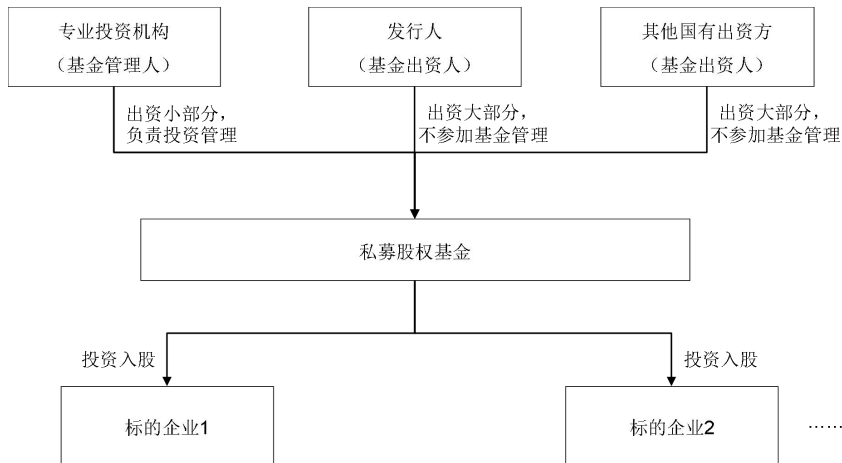 专业投资机构
（基金管理人）
发行人
（基金出资人）
其他国有出资方
（基金出资人）
出资小部分，
负责投资管理
出资大部分，
不参加基金管理
出资大部分，
不参加基金管理
私募股权基金
投资入股
投资入股
标的企业1
标的企业2
……